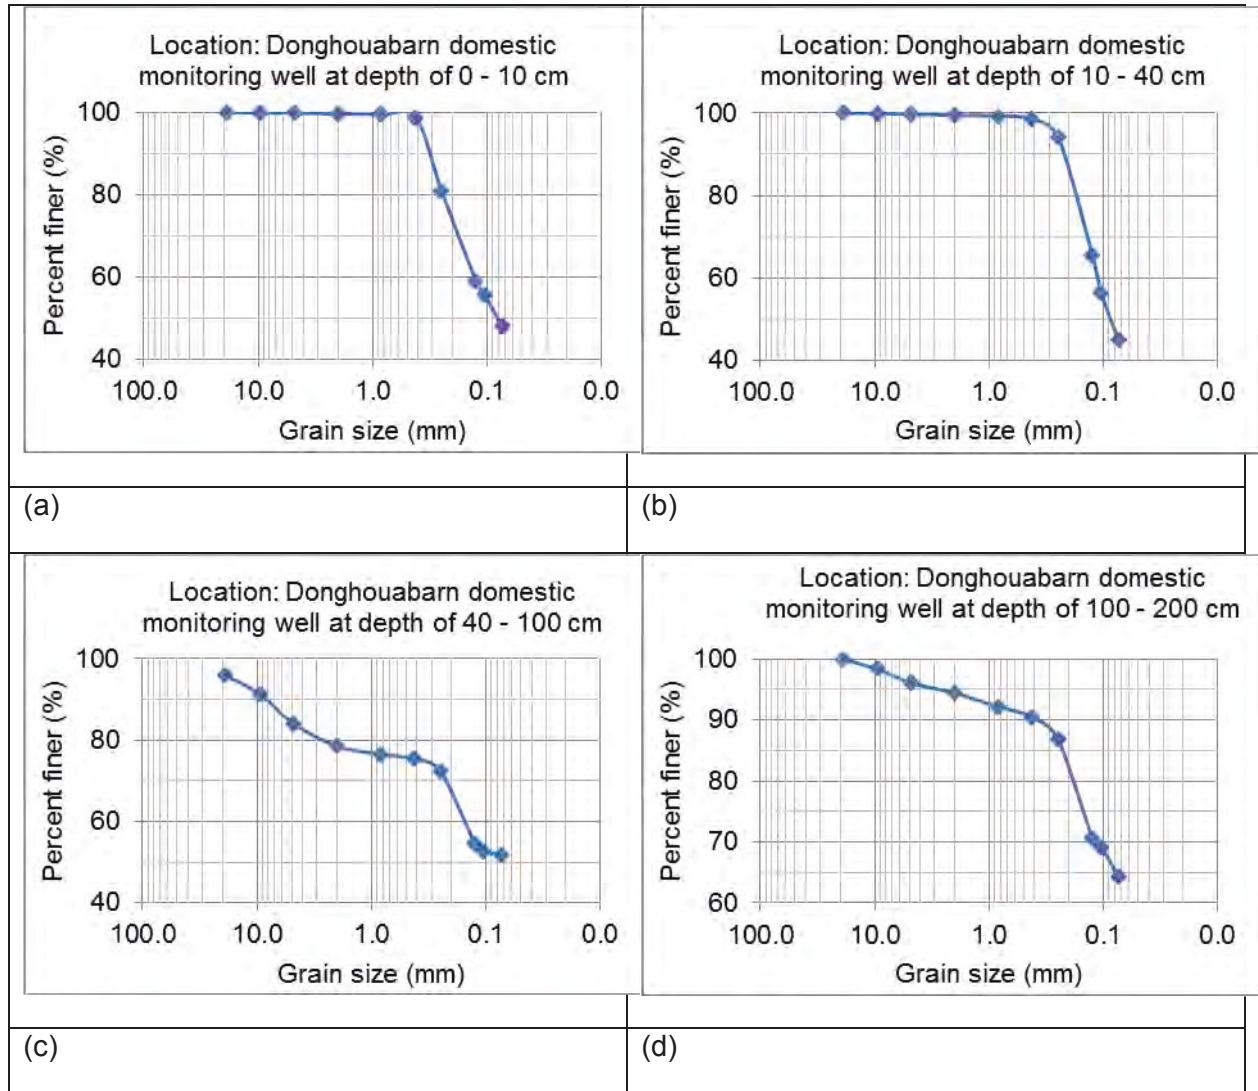 Location: Donghouabarn domestic
monitoring well at depth of 0 - 10 cm
Percent finer (%)
100
80
60
40
100.0 10.0 1.0 0.1 0.0
Grain size (mm)
Location: Donghouabarn domestic
monitoring well at depth of 10 - 40 cm
Percent finer (%)
100
80
60
40
100.0 10.0 1.0 0.1 0.0
Grain size (mm)
(a)
(b)
Location: Donghouabarn domestic
monitoring well at depth of 40 - 100 cm
Percent finer (%)
100
80
60
40
100.0 10.0 1.0 0.1 0.0
Grain size (mm)
Location: Donghouabarn domestic
monitoring well at depth of 100 - 200 cm
Percent finer (%)
100
90
80
70
60
100.0 10.0 1.0 0.1 0.0
Grain size (mm)
(c)
(d)